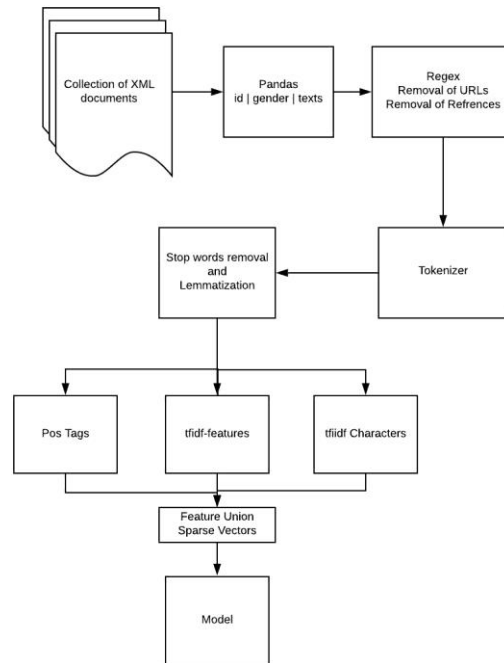 Collection of XML
documents
Pandas
id | gender | texts
Regex
Removal of URLs
Removal of Refrences
Tokenizer
Stop words removal
and
Lemmatization
Pos Tags
tfidf-features
tfiidf Characters
Feature Union
Sparse Vectors
Model